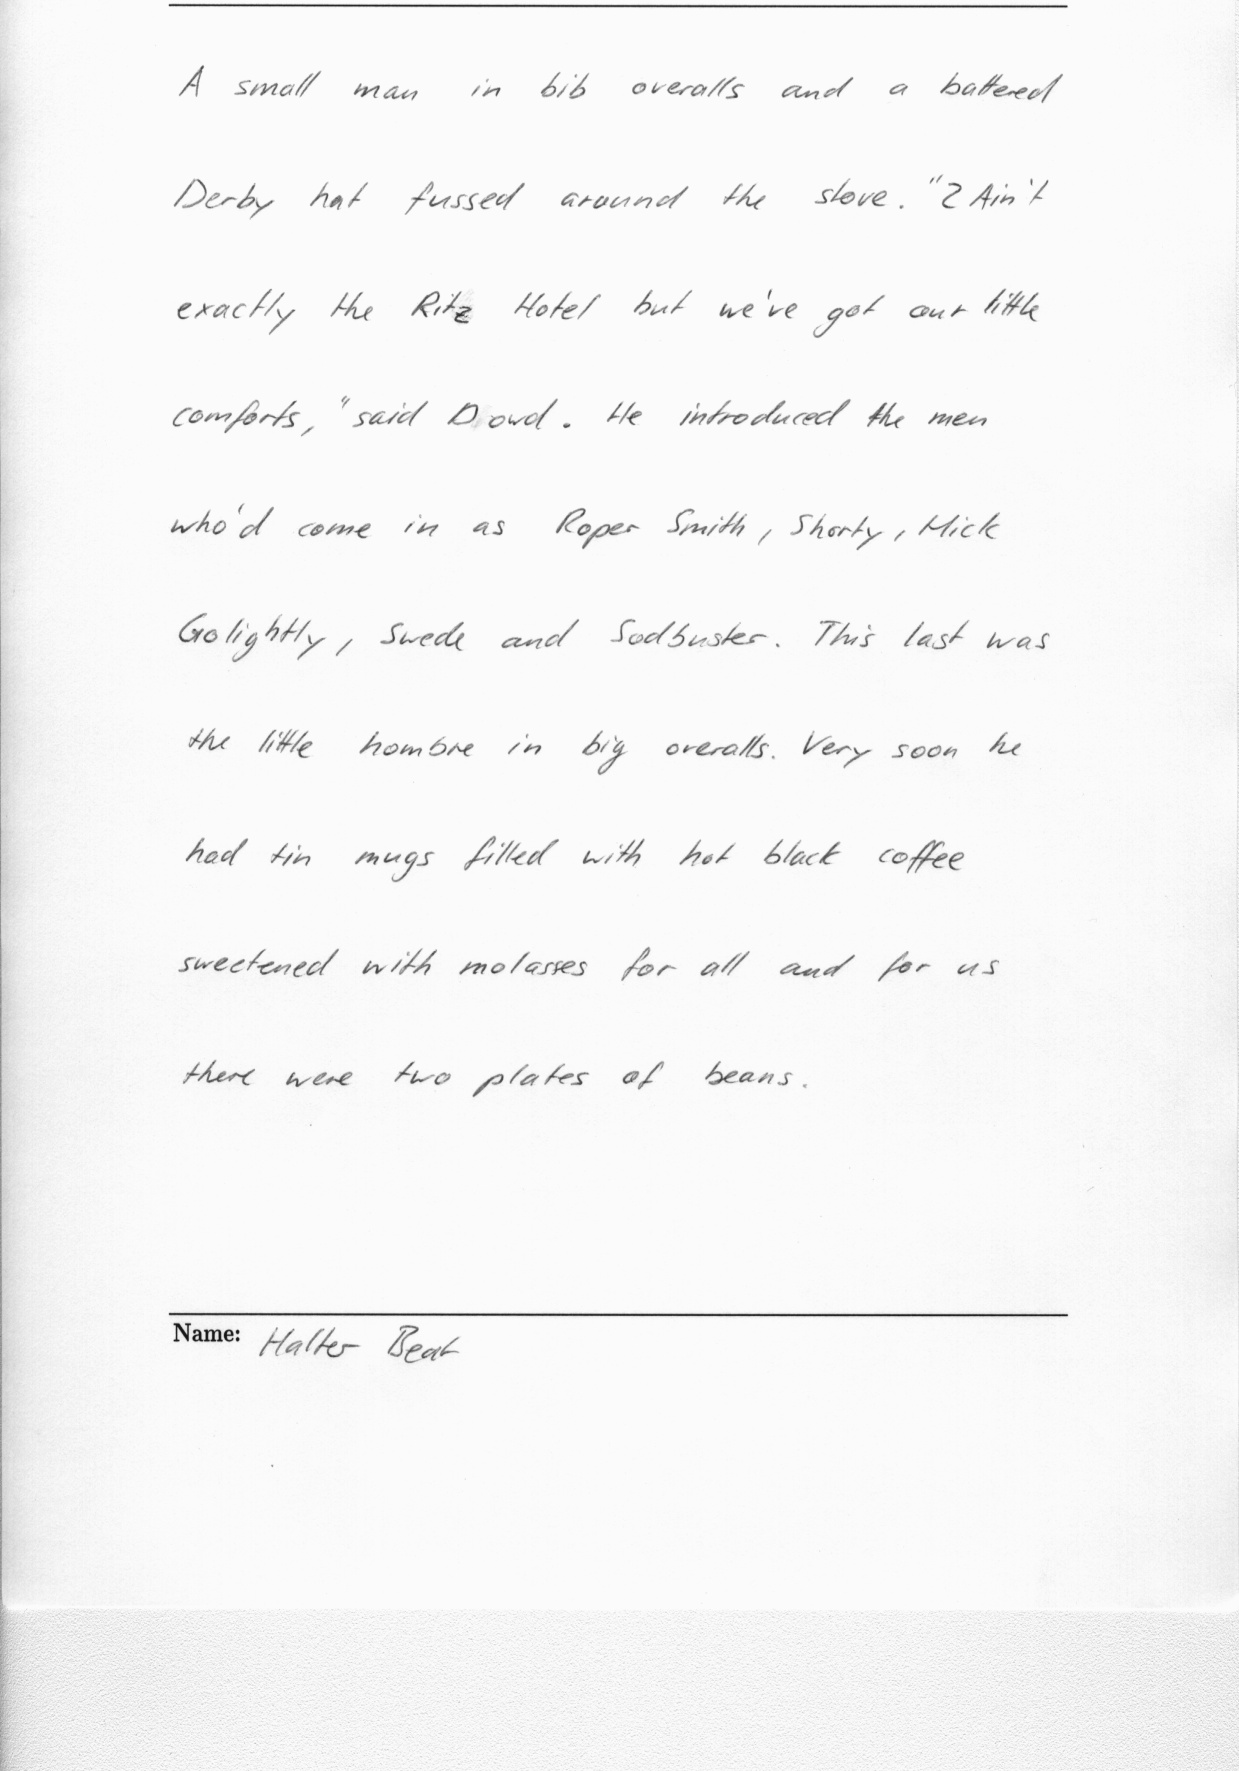 A small man in bib overalls and a battered
Derby hat fussed around the stove. "2 Ain't
exactly the Ritz Hotel but we've got our little
comforts," said Dowd. He introduced the men
who'd come in as Roper Smith, Shorty, Mick
Golightly, Swede and Sodbuster. This last was
the little hombre in big overalls. Very soon he
had tin mugs filled with hot black coffee
sweetened with molasses for all and for us
there were two plates of beans.
Name: Halter Beat